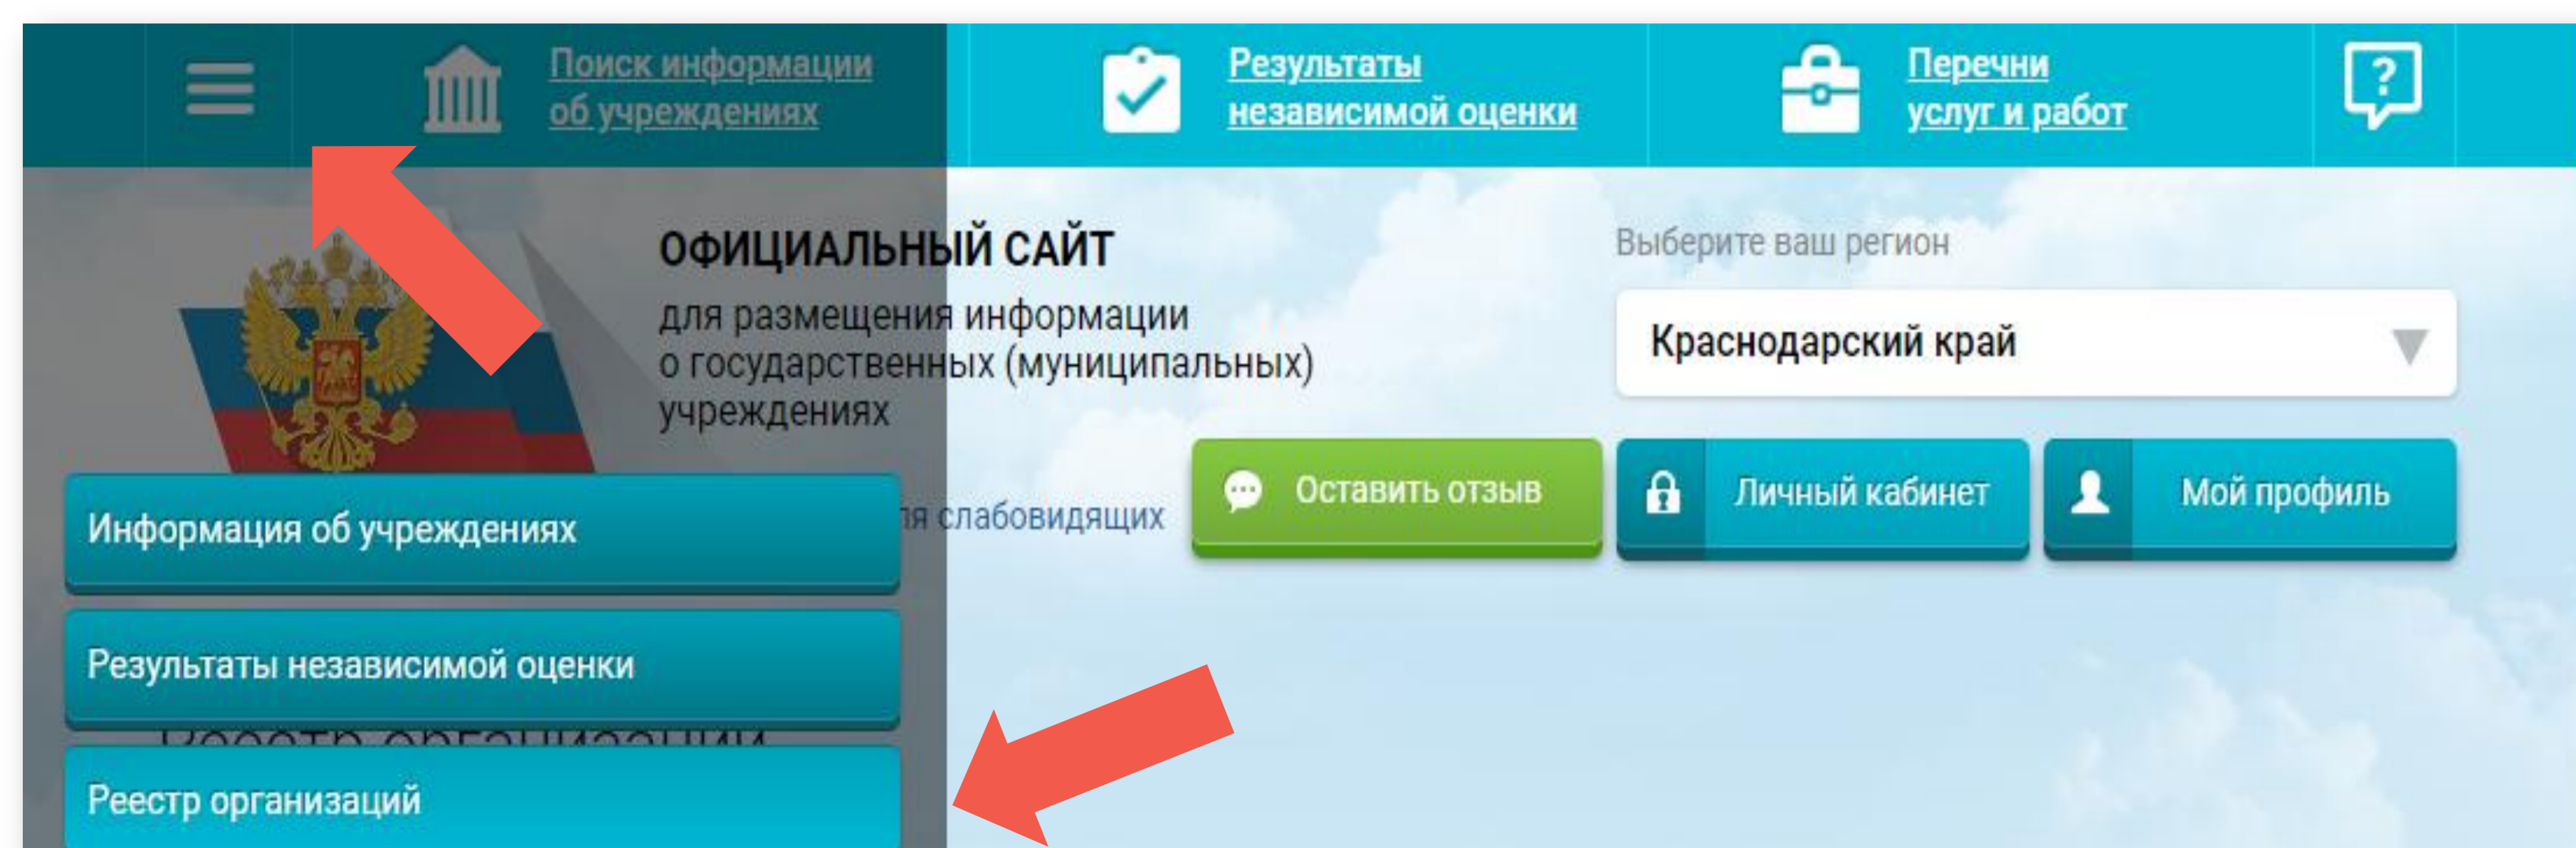 Поиск информации
об учреждениях
Результаты
независимой оценки
Перечни
услуг и работ
ОФИЦИАЛЬНЫЙ САЙТ
для размещения информации
о государственных (муниципальных)
учреждениях
Выберите ваш регион
Краснодарский край
слабовидящих
Оставить отзыв
Личный кабинет
Мой профиль
Информация об учреждениях
Результаты независимой оценки
Реестр организаций